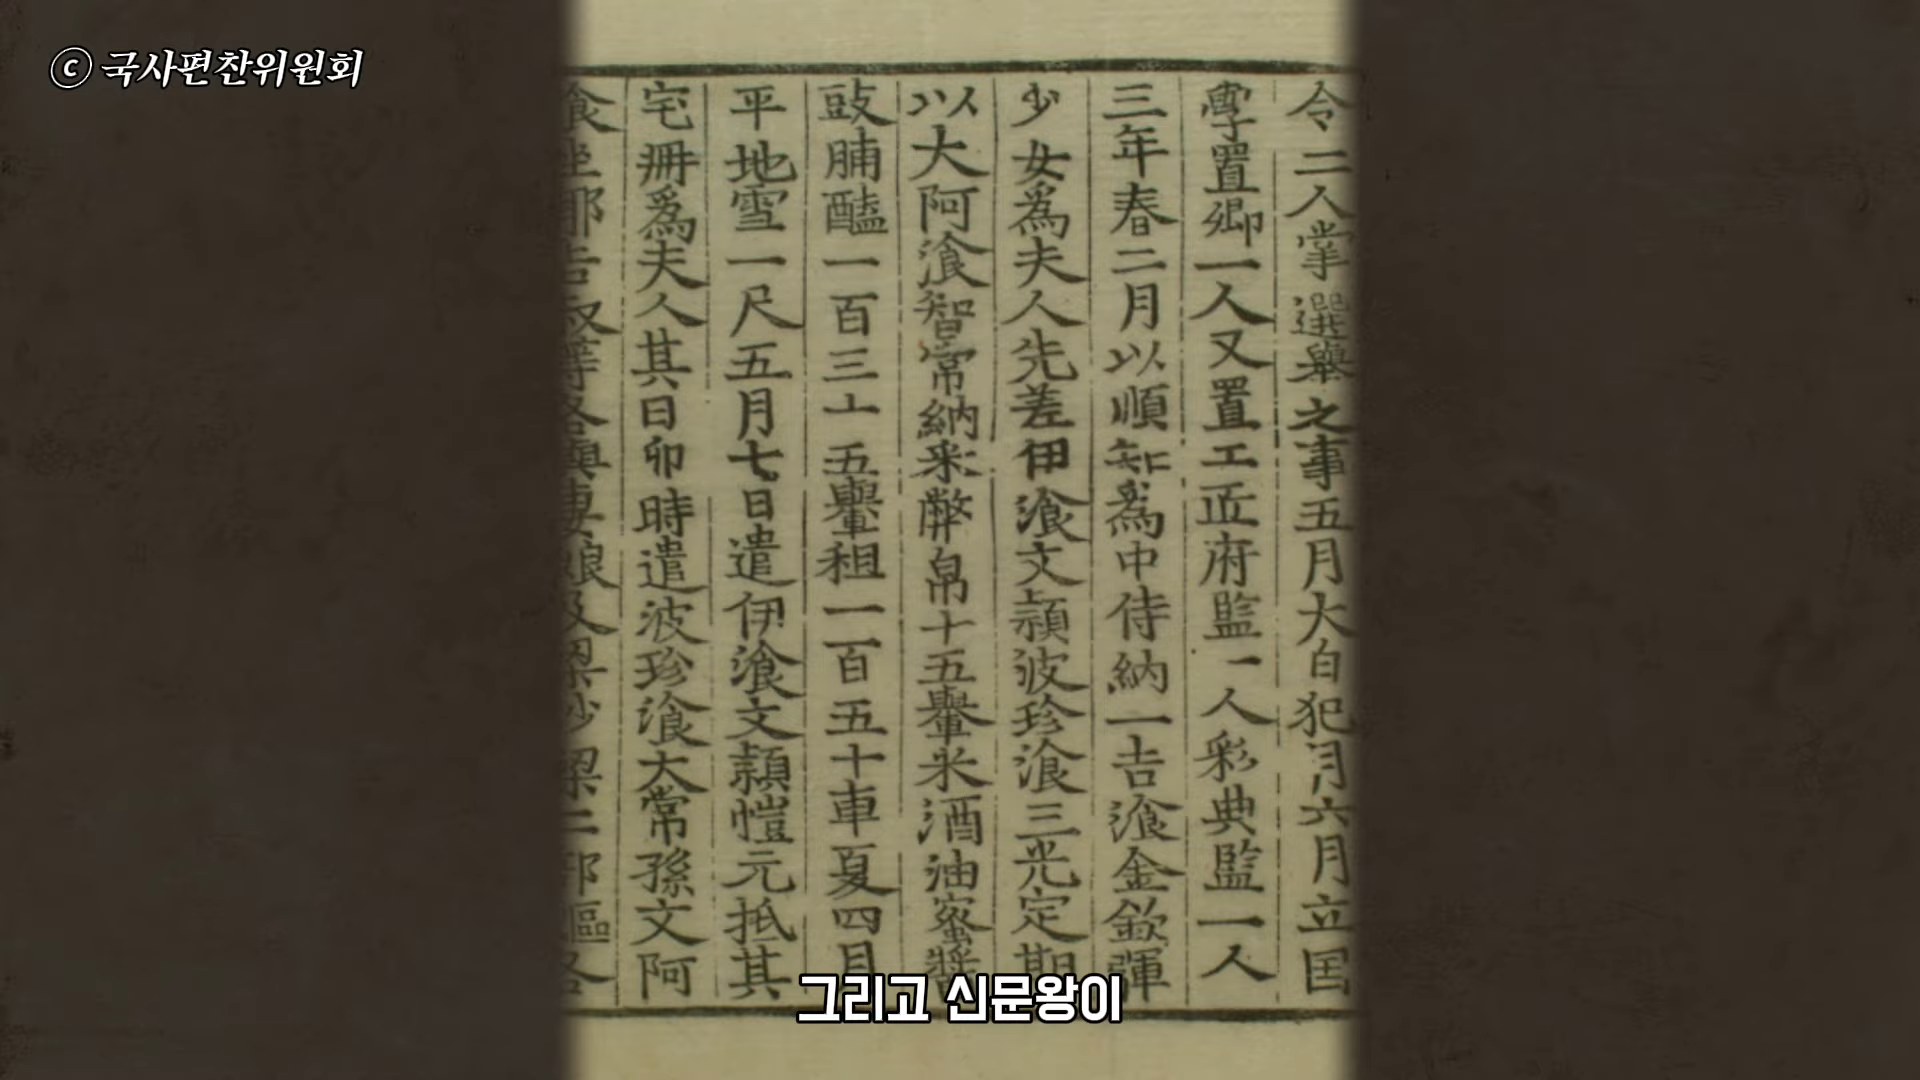 ⓒ 국사편찬위원회
令二人掌選擧之事五月大白犯月六月立国
學置卿一人又置工匠府監一人彩典監一人
三年春二月以順知爲中侍納一吉湌金欽運
少女爲夫人先差伊湌文穎波珍湌三光定期
以大阿湌智常納采幣帛十五轝米酒油蜜醬
豉脯醯一百三十五轝租一百五十車夏四月
平地雪一尺五月七日遣伊湌文穎愷元抵其
宅冊爲夫人其日卯時遣波珍湌大常孫文阿
그리고 신문왕이